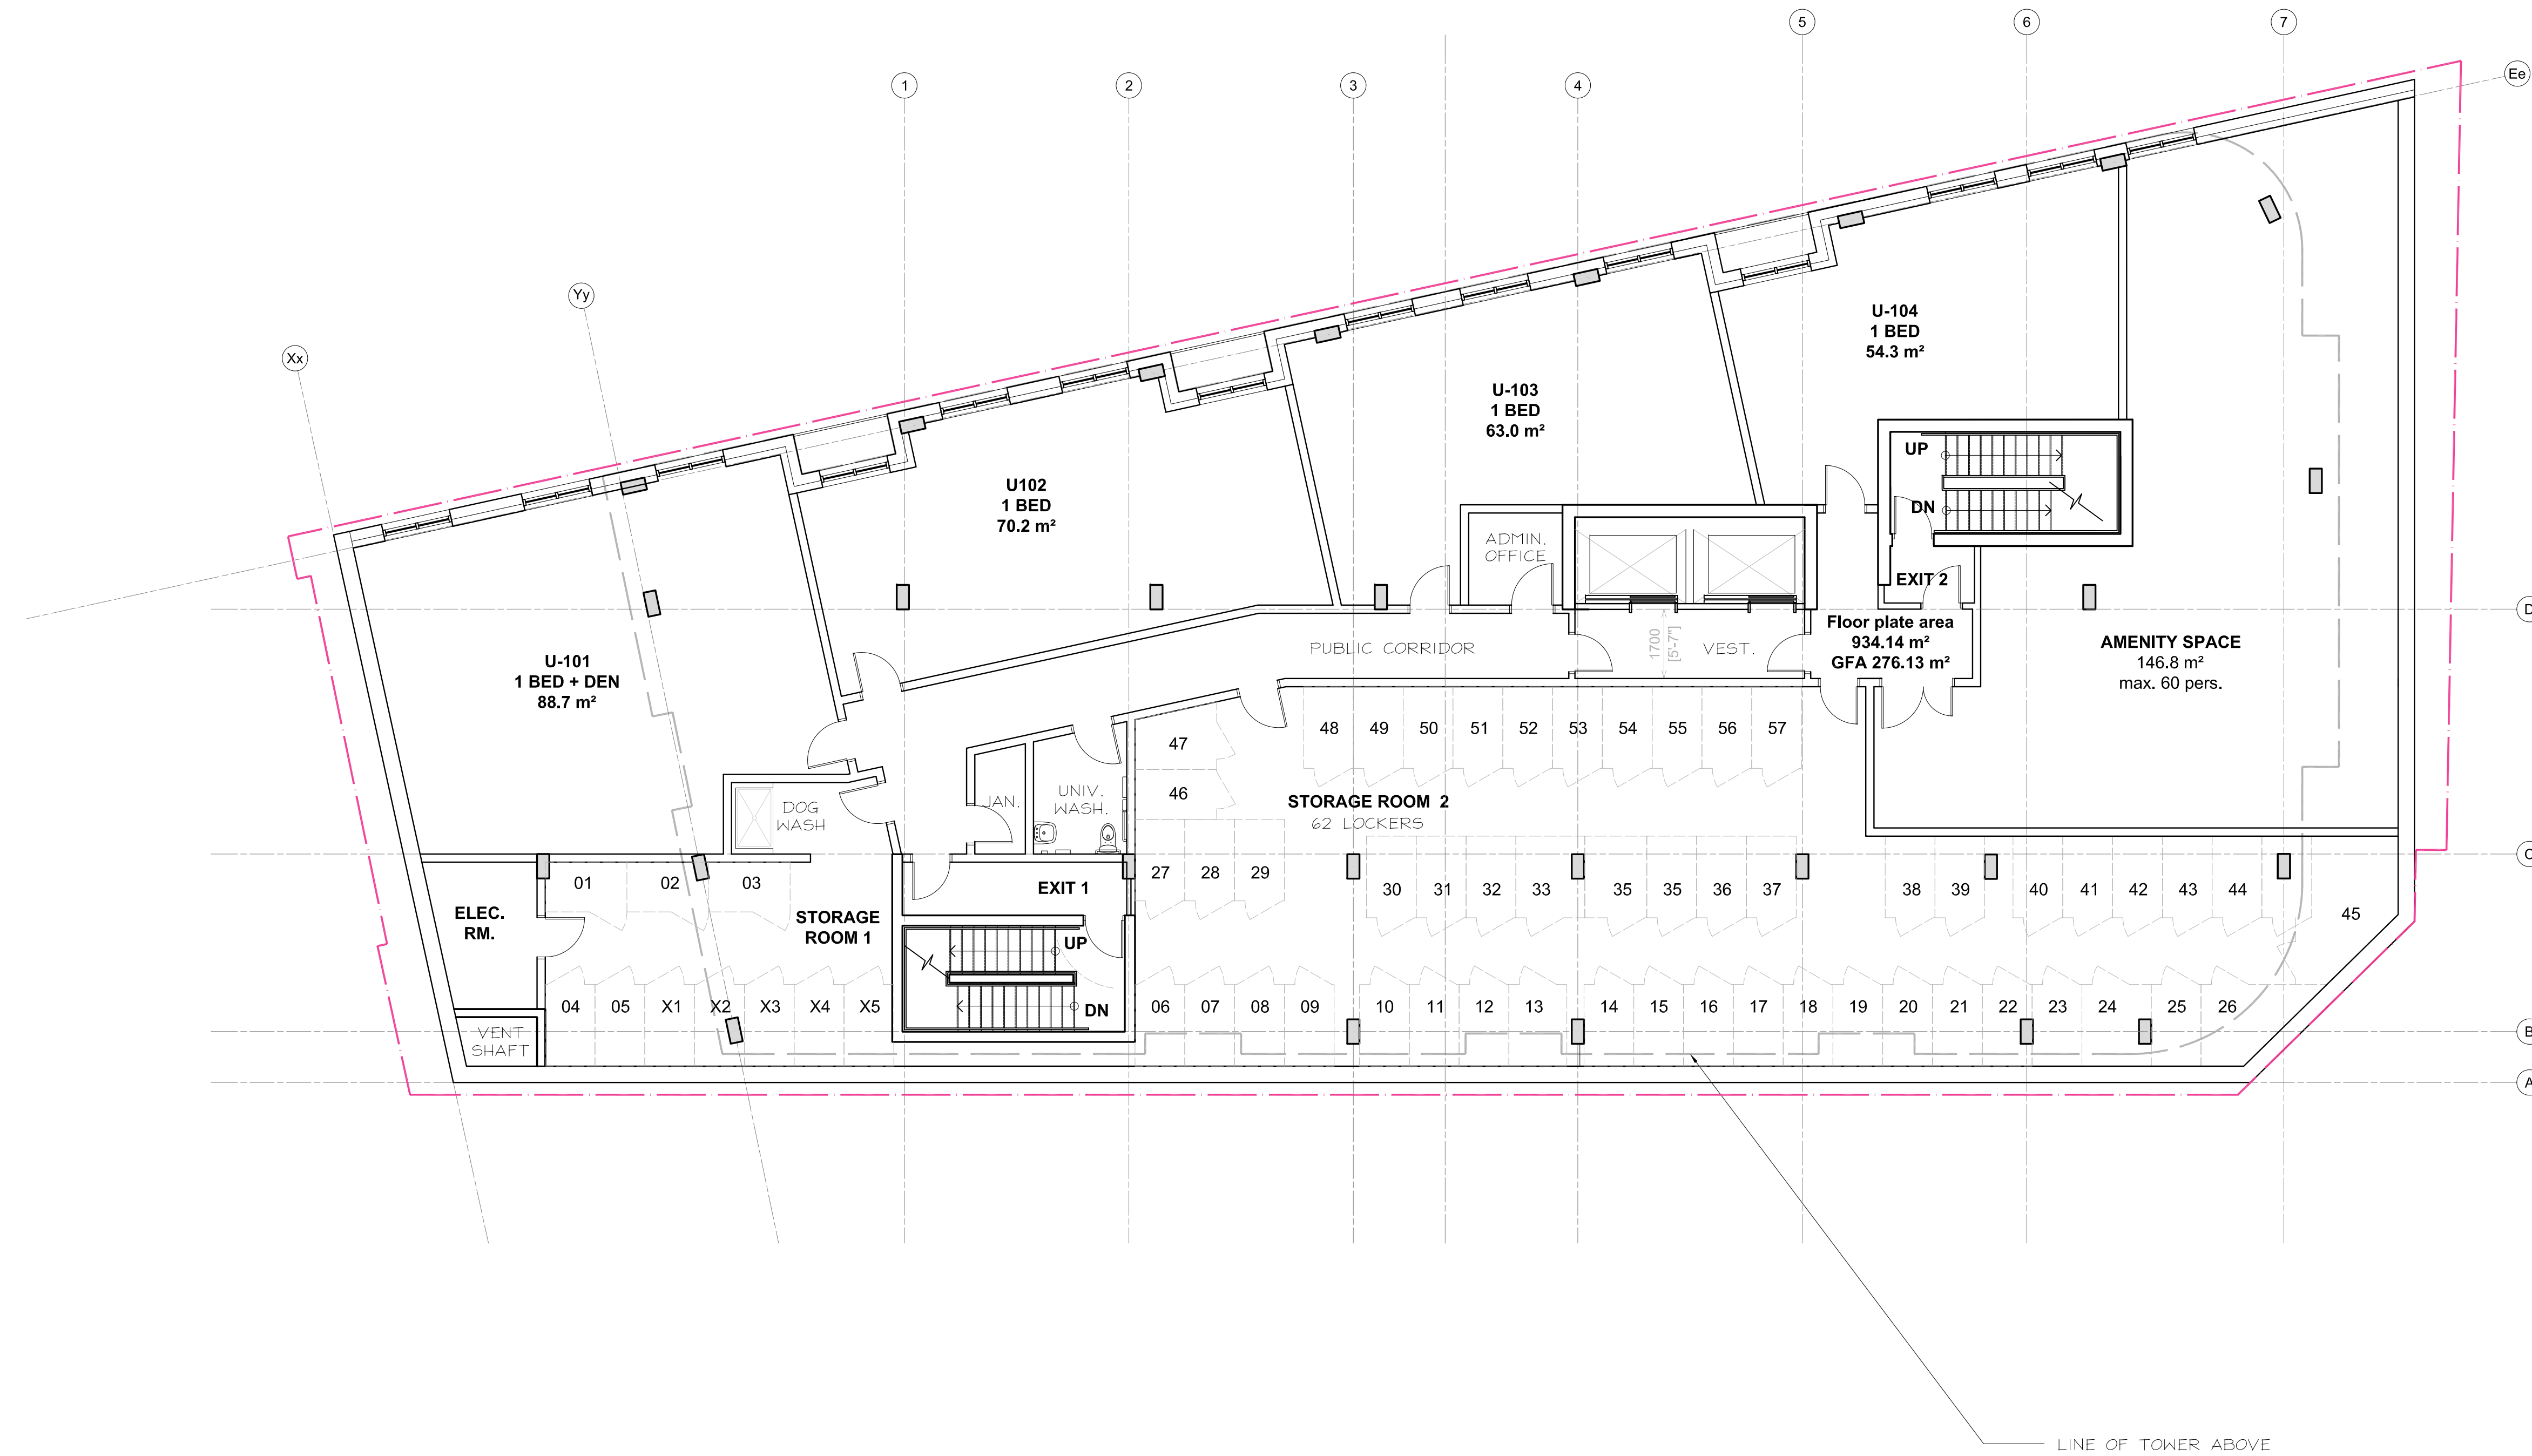 5
6
7
Ee
1
2
3
4
Yy
Xx
U-104
1 BED
54.3 m²
U-103
1 BED
63.0 m²
U102
1 BED
70.2 m²
UP
DN
ADMIN.
OFFICE
EXIT 2
D
Floor plate area
934.14 m²
GFA 276.13 m²
PUBLIC CORRIDOR
1700
[5'-7"]
VEST.
AMENITY SPACE
146.8 m²
max. 60 pers.
U-101
1 BED + DEN
88.7 m²
47
48
49
50
51
52
53
54
55
56
57
46
DOG
WASH
JAN.
UNIV.
WASH.
STORAGE ROOM 2
62 LOCKERS
C
01
02
03
27
28
29
30
31
32
33
35
35
36
37
38
39
40
41
42
43
44
45
EXIT 1
ELEC.
RM.
STORAGE
ROOM 1
UP
DN
04
05
X1
X2
X3
X4
X5
06
07
08
09
10
11
12
13
14
15
16
17
18
19
20
21
22
23
24
25
26
VENT
SHAFT
B
A
LINE OF TOWER ABOVE